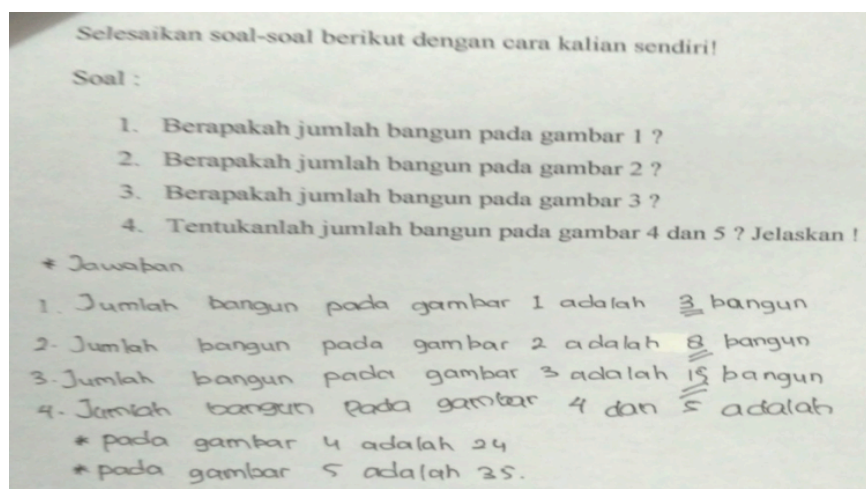 Selesaikan soal-soal berikut dengan cara kalian sendiri!
Soal :
1. Berapakah jumlah bangun pada gambar 1 ?
2. Berapakah jumlah bangun pada gambar 2 ?
3. Berapakah jumlah bangun pada gambar 3 ?
4. Tentukanlah jumlah bangun pada gambar 4 dan 5 ? Jelaskan !
* Jawaban
1. Jumlah bangun pada gambar 1 adalah 3 bangun
2. Jumlah bangun pada gambar 2 adalah 8 bangun
3. Jumlah bangun pada gambar 3 adalah 15 bangun
4. Jumlah bangun Pada gambar 4 dan 5 adalah
* pada gambar 4 adalah 24
* pada gambar 5 adalah 35.